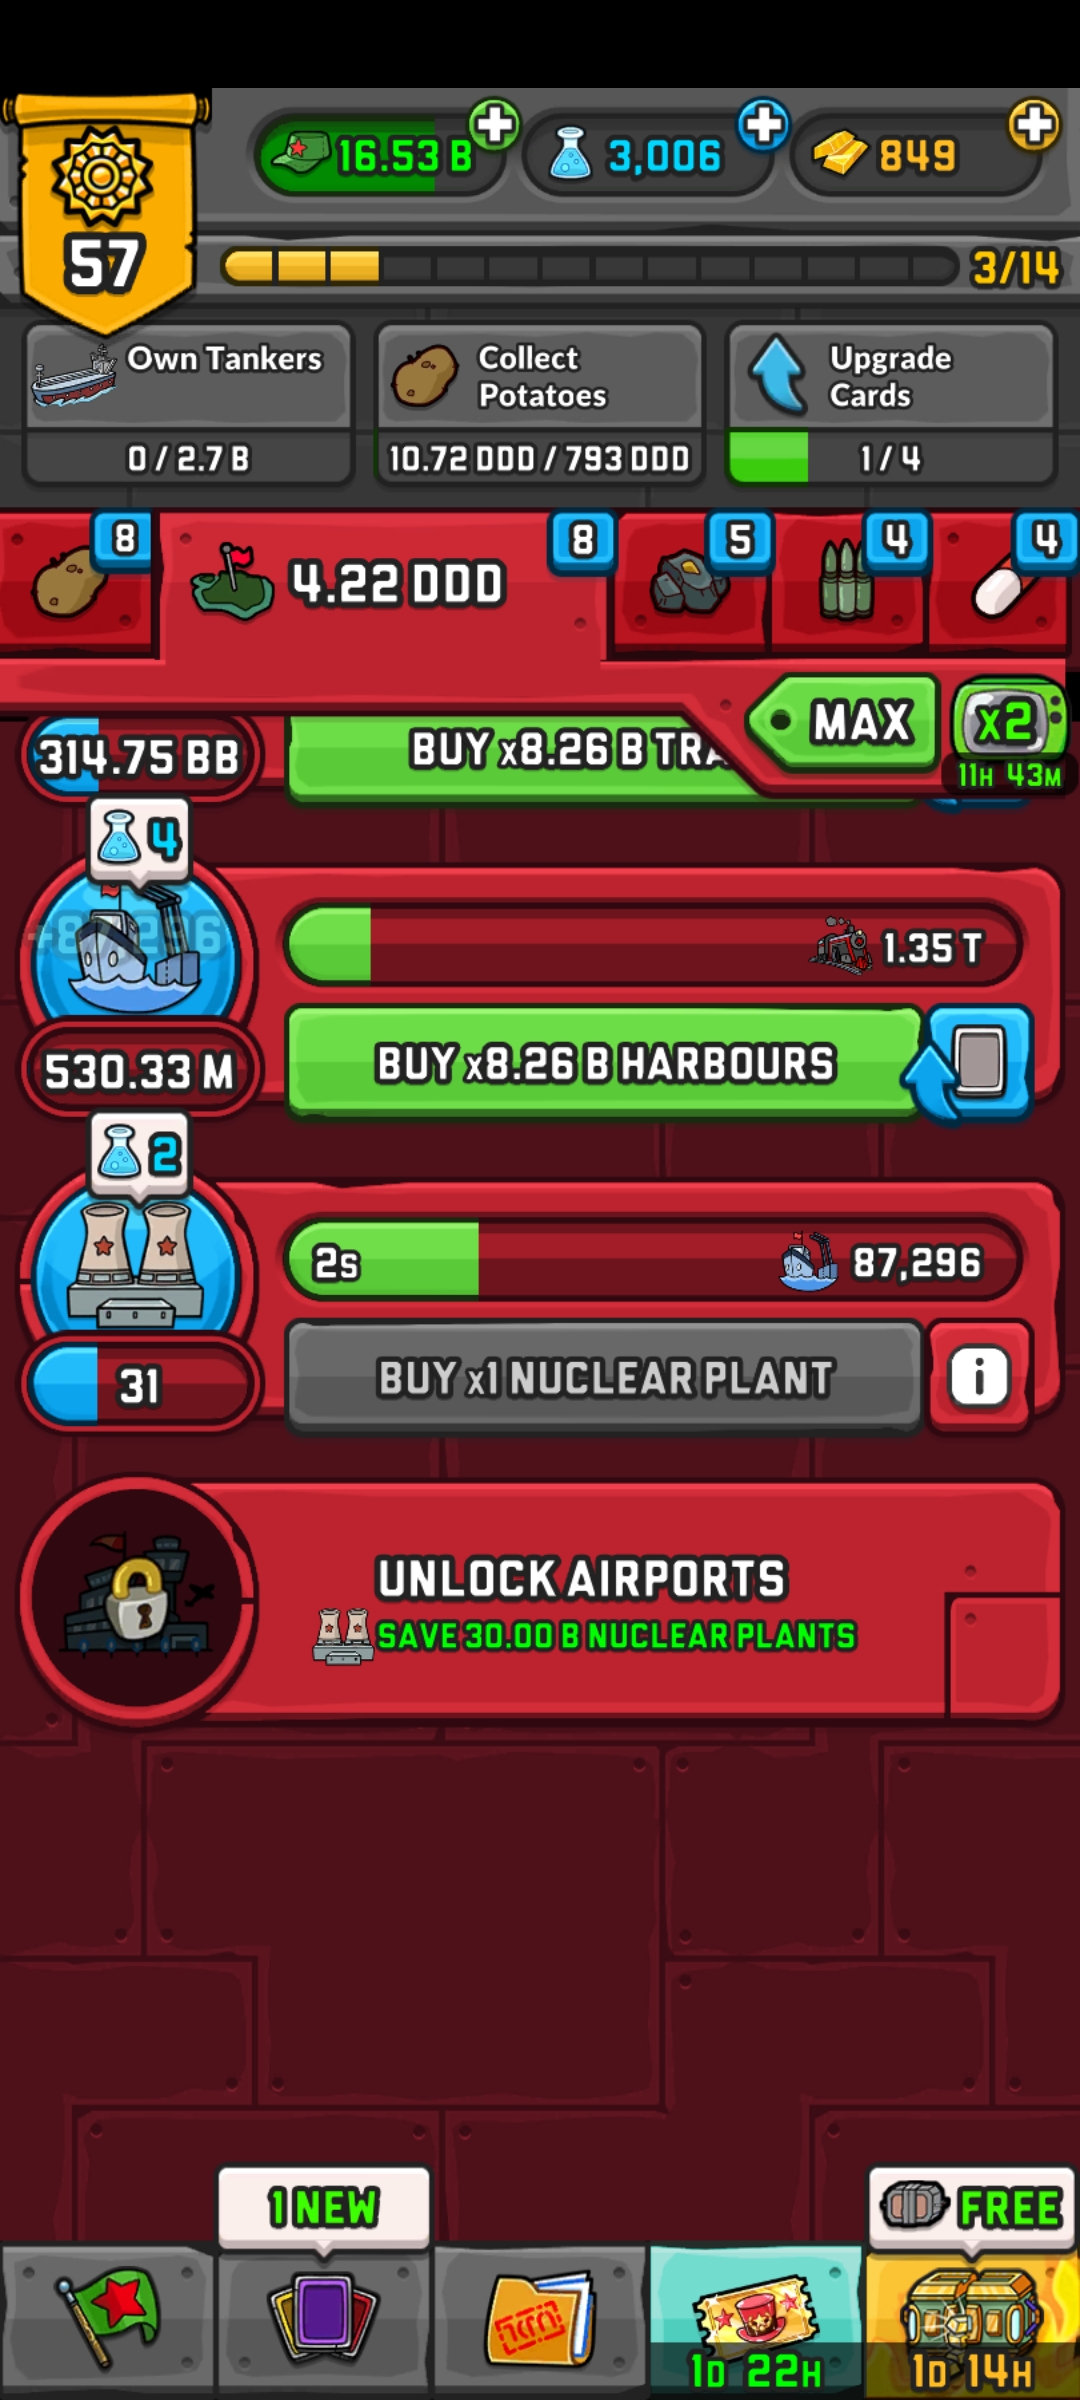 16.53 B
3,006
849
57
3/14
Own Tankers
0 / 2.7 B
Collect
Potatoes
10.72 DDD / 793 DDD
Upgrade
Cards
1 / 4
8
4.22 DDD
8
5
4
4
MAX
x2
11H 43M
314.75 BB
BUY x8.26 B TRA
4
+87,296
1.35 T
530.33 M
BUY x8.26 B HARBOURS
2
2s
87,296
31
BUY x1 NUCLEAR PLANT
i
UNLOCK AIRPORTS
SAVE 30.00 B NUCLEAR PLANTS
1 NEW
FREE
1D 22H
1D 14H